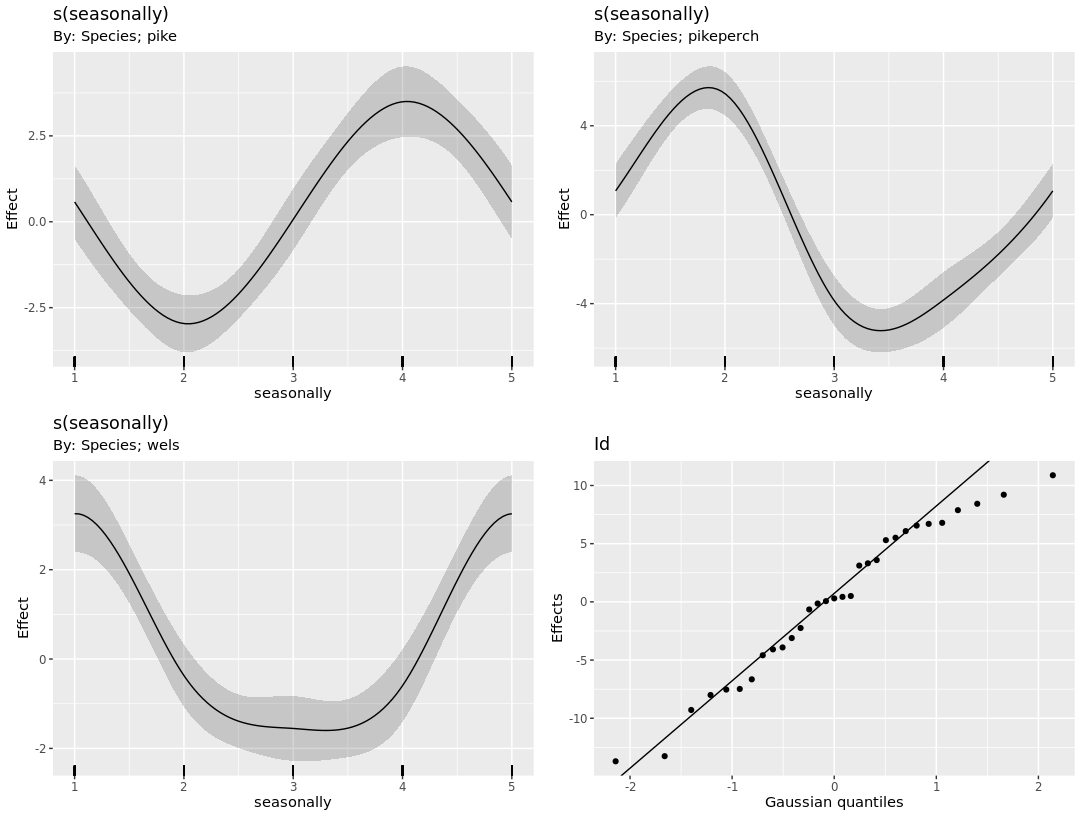 s(seasonally)
By: Species; pike
Effect
2.5
0.0
-2.5
1 2 3 4 5
seasonally
s(seasonally)
By: Species; pikeperch
Effect
4
0
-4
1 2 3 4 5
seasonally
s(seasonally)
By: Species; wels
Effect
4
2
0
-2
1 2 3 4 5
seasonally
Id
Effects
10
5
0
-5
-10
-2 -1 0 1 2
Gaussian quantiles